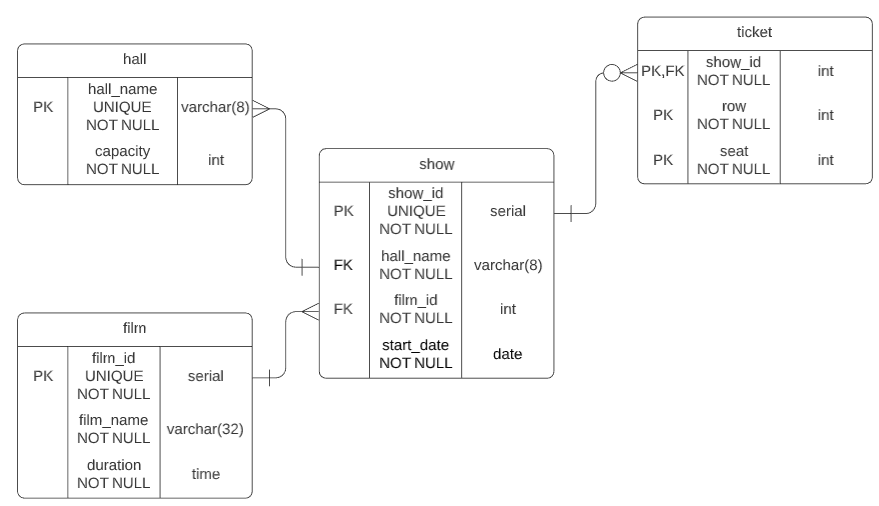 hall
PK
hall_name
UNIQUE
NOT NULL
varchar(8)
capacity
NOT NULL
int
film
PK
film_id
UNIQUE
NOT NULL
serial
film_name
NOT NULL
varchar(32)
duration
NOT NULL
time
show
PK
show_id
UNIQUE
NOT NULL
serial
FK
hall_name
NOT NULL
varchar(8)
FK
film_id
NOT NULL
int
start_date
NOT NULL
date
ticket
PK,FK
show_id
NOT NULL
int
PK
row
NOT NULL
int
PK
seat
NOT NULL
int